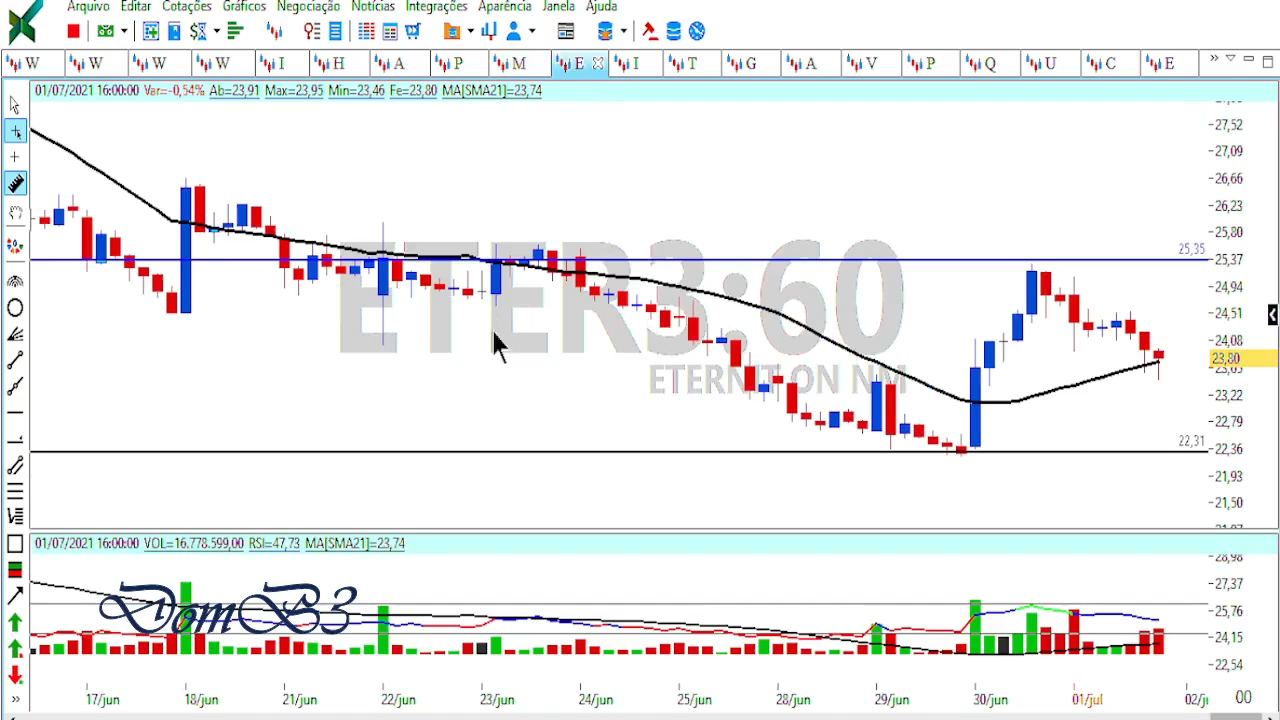 Arquivo Editar Cotações Gráficos Negociação Notícias Integrações Aparência Janela Ajuda
W W W W I H A P M E I T G A V P Q U C E
01/07/2021 16:00:00 Var=-0,54% Ab=23,91 Max=23,95 Min=23,46 Fe=23,80 MA[SMA21]=23,74
27,52
27,09
26,66
26,23
25,80
25,35
25,37
24,94
24,51
24,08
23,80
23,65
23,22
22,79
22,31
22,36
21,93
21,50
ETER3:60
ETERNIT ON NM
01/07/2021 16:00:00 VOL=16.778.599,00 RSI=47,73 MA[SMA21]=23,74
28,98
27,37
25,76
24,15
22,54
DomB3
17/jun 18/jun 21/jun 22/jun 23/jun 24/jun 25/jun 28/jun 29/jun 30/jun 01/jul 02/j 00